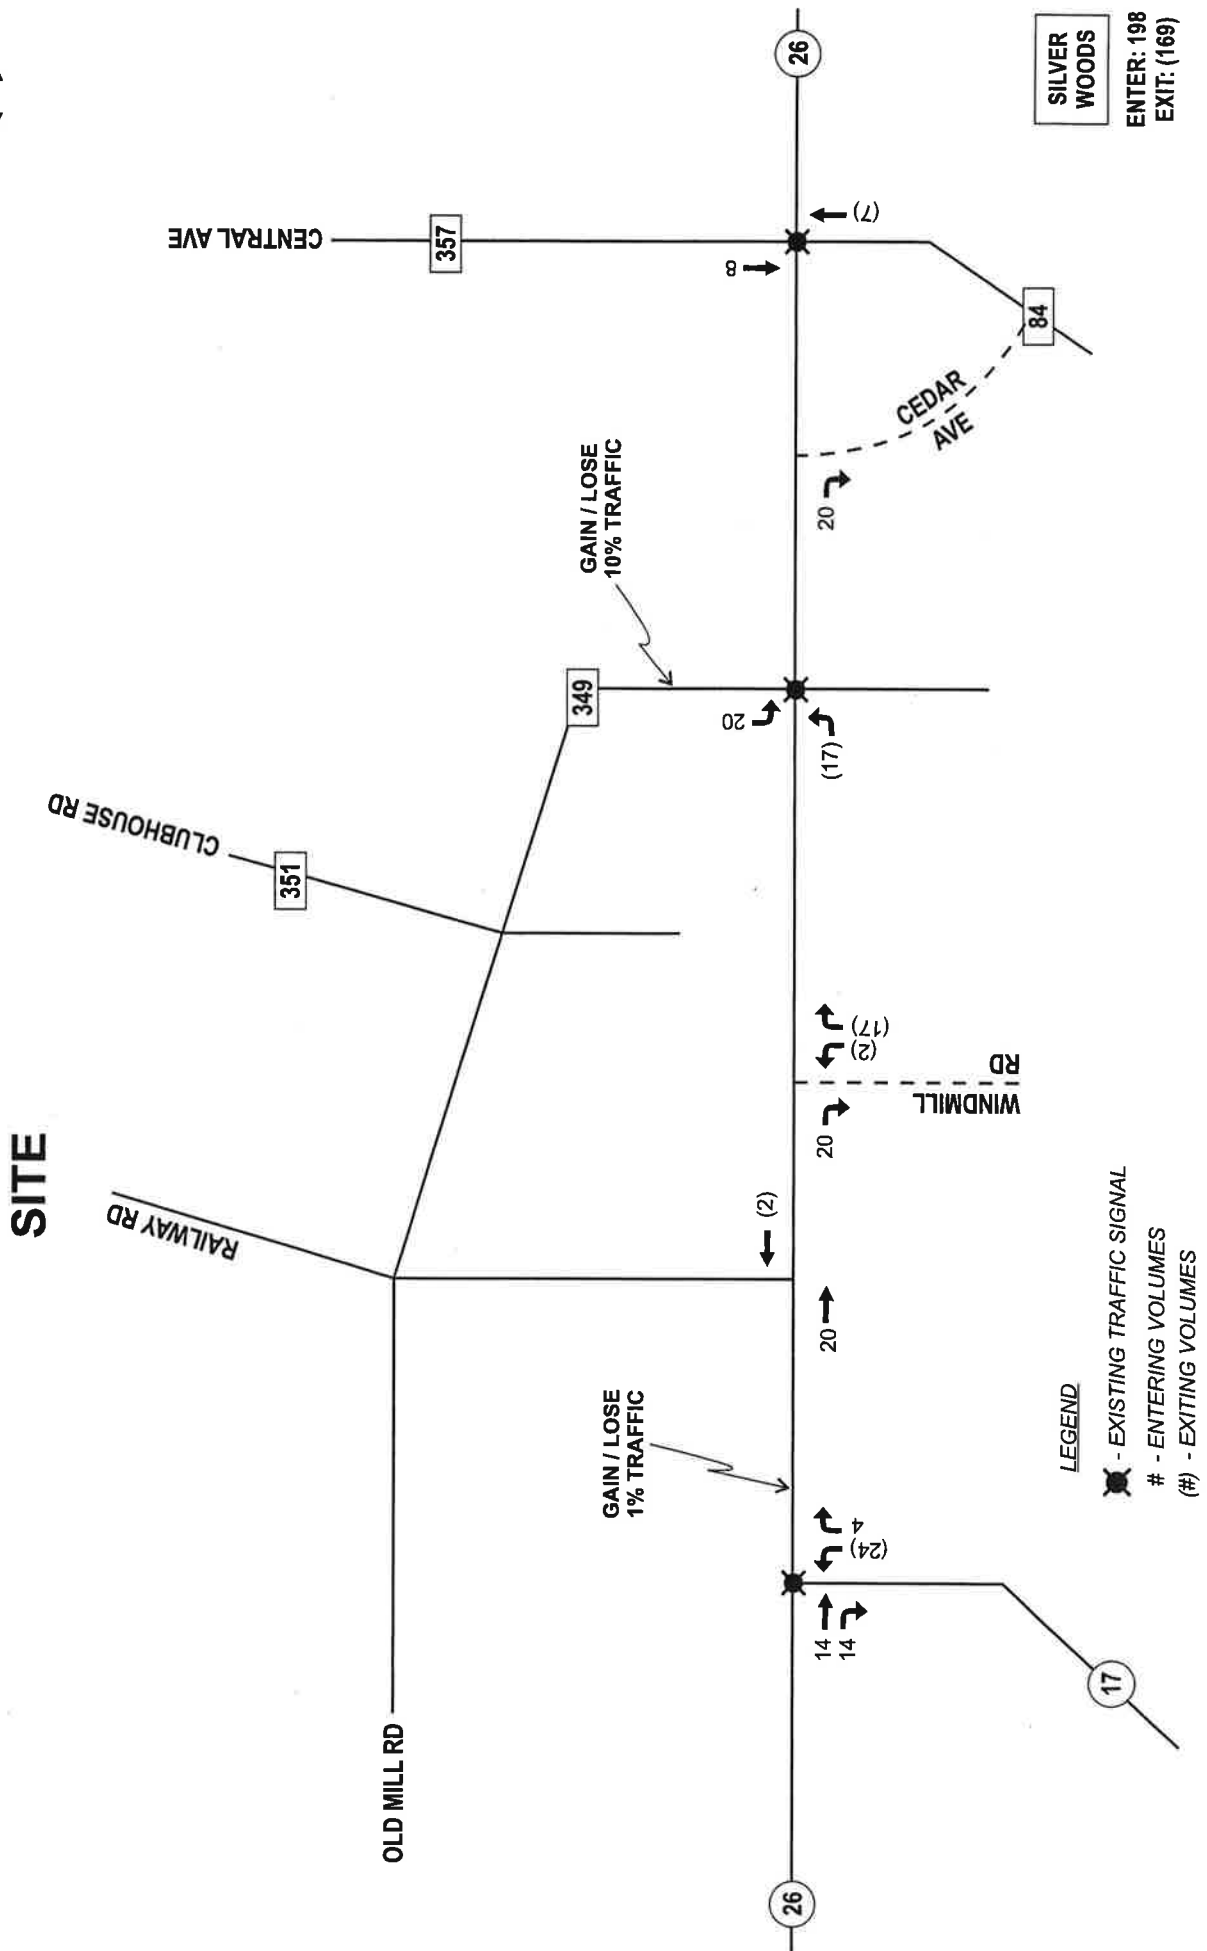 SITE
CENTRAL AVE
357
26
8
(7)
SILVER
WOODS
ENTER: 198
EXIT: (169)
84
CEDAR
AVE
20
GAIN / LOSE
10% TRAFFIC
349
20
(17)
CLUBHOUSE RD
351
RAILWAY RD
(2)
20
20
(2)
(17)
WINDMILL
RD
GAIN / LOSE
1% TRAFFIC
OLD MILL RD
14
14
(24)
4
17
26
LEGEND
- EXISTING TRAFFIC SIGNAL
# - ENTERING VOLUMES
(#) - EXITING VOLUMES